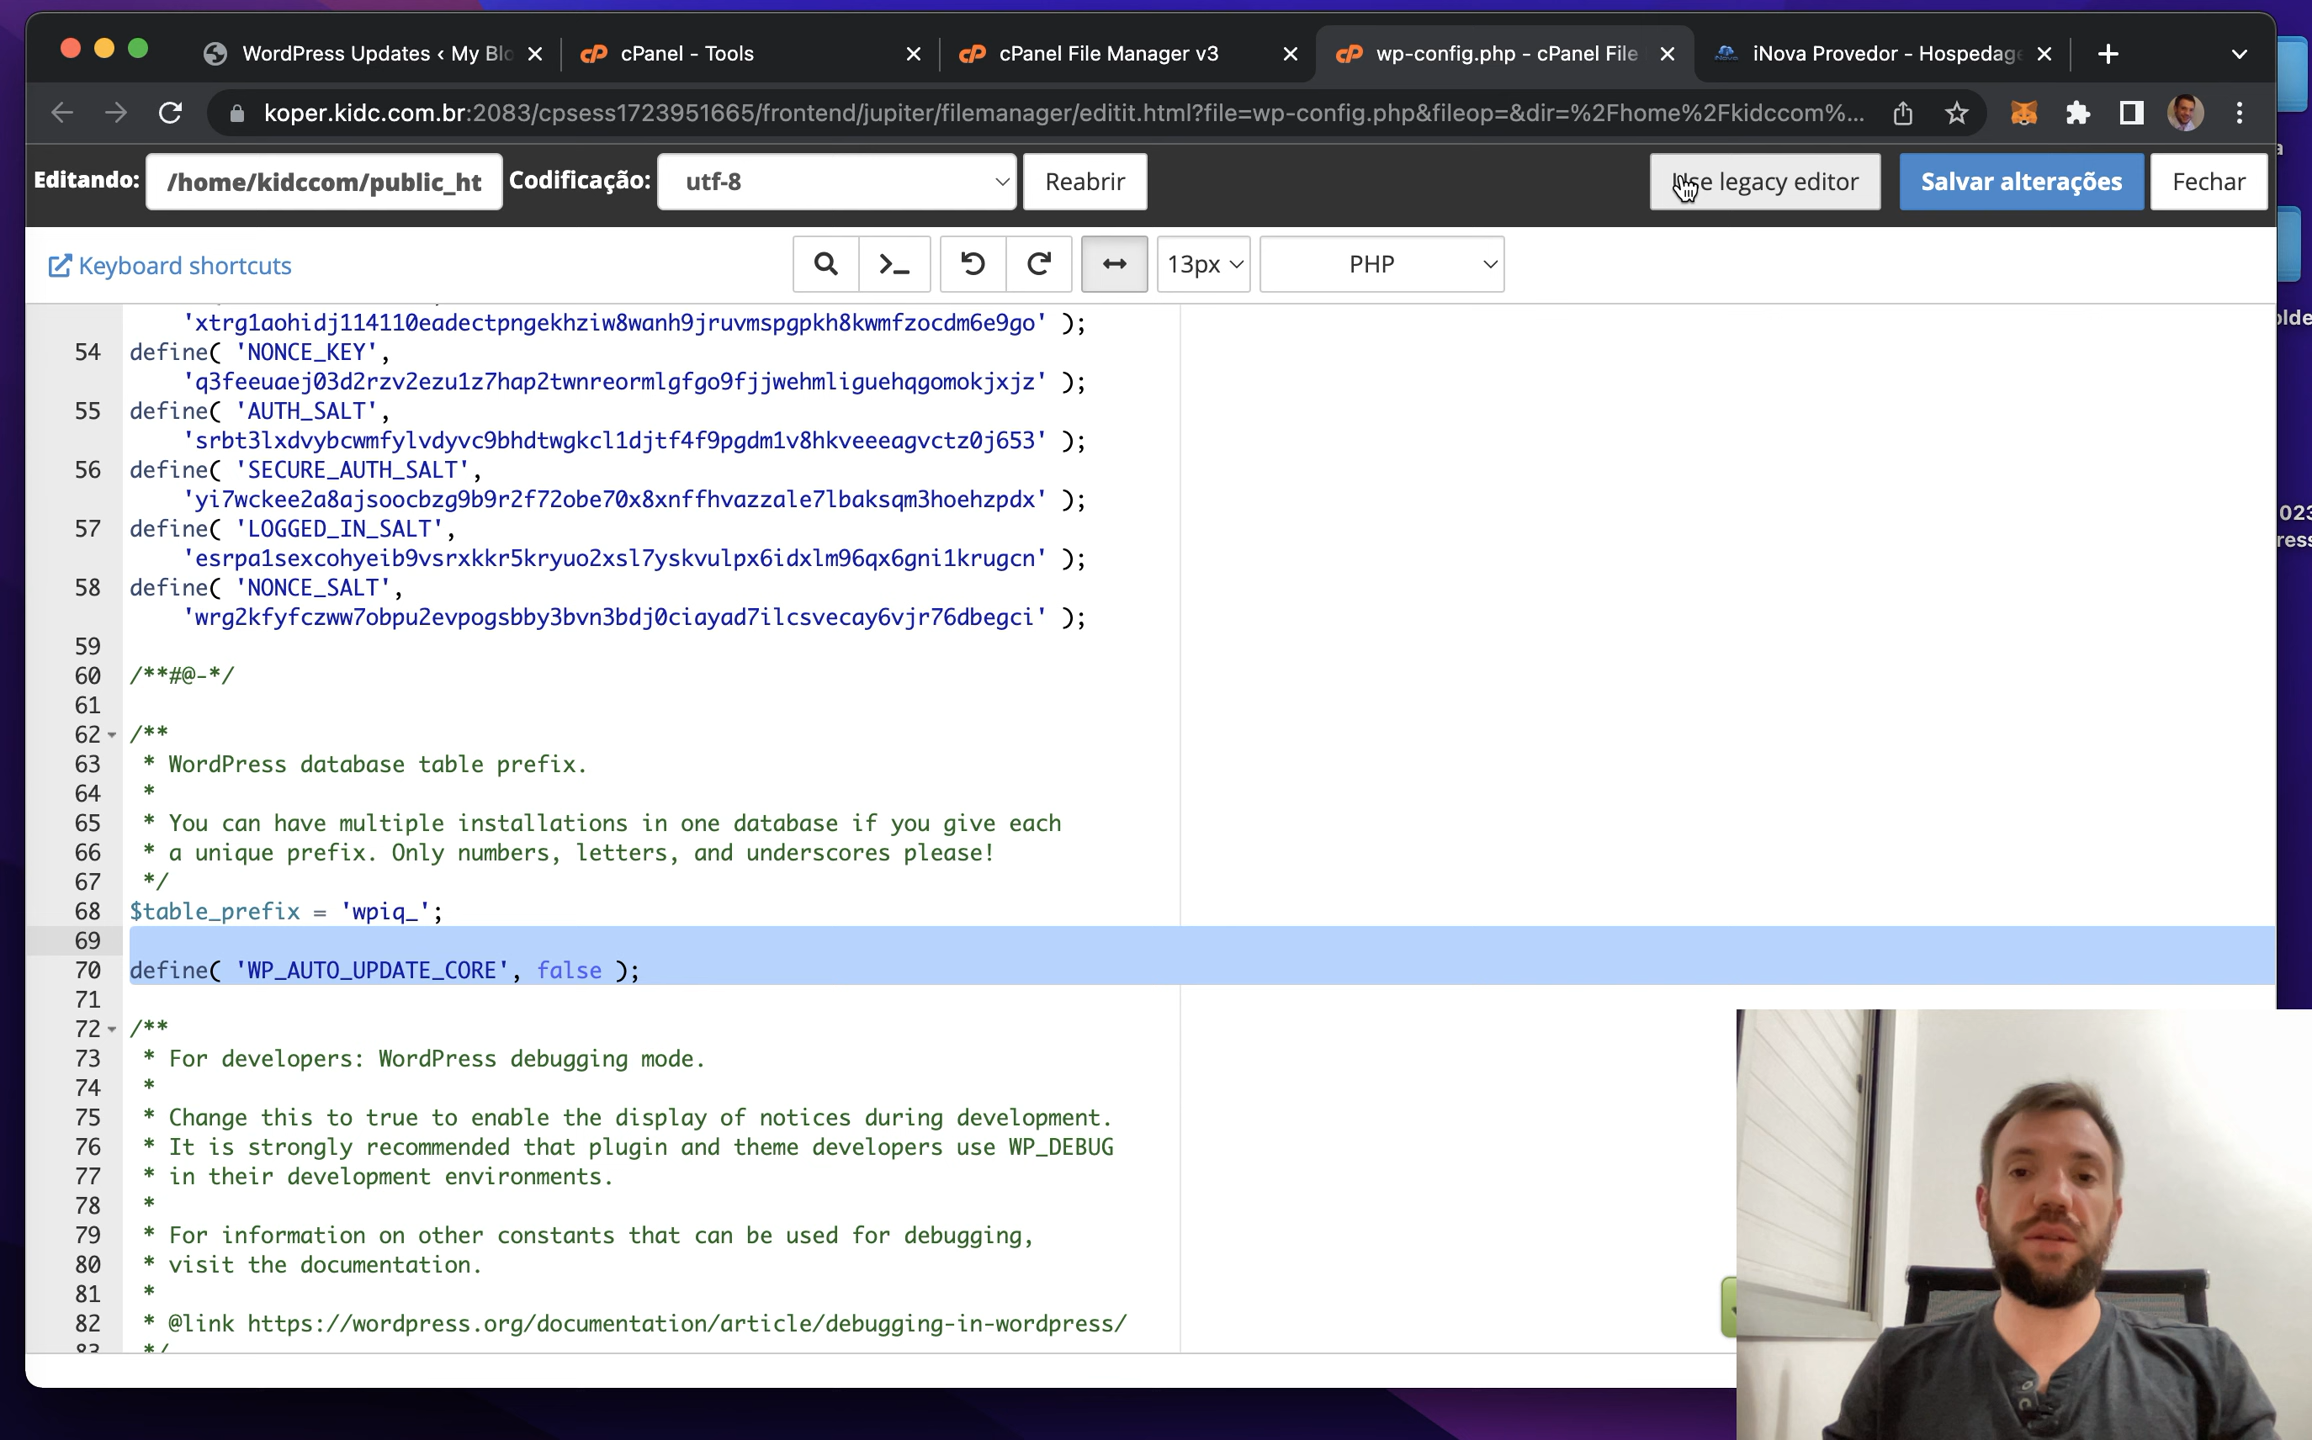 WordPress Updates ‹ My Blo
cPanel - Tools
cPanel File Manager v3
wp-config.php - cPanel File
iNova Provedor - Hospedage
koper.kidc.com.br:2083/cpsess1723951665/frontend/jupiter/filemanager/editit.html?file=wp-config.php&fileop=&dir=%2Fhome%2Fkidccom%...
Editando: /home/kidccom/public_ht Codificação: utf-8 Reabrir Use legacy editor Salvar alterações Fechar
Keyboard shortcuts 13px PHP
'xtrg1aohidj114110eadectpngekhziw8wanh9jruvmspgpkh8kwmfzocdm6e9go' );
54 define( 'NONCE_KEY',
'q3feeuaej03d2rzv2ezu1z7hap2twnreormlgfgo9fjjwehmliguehqgomokjxjz' );
55 define( 'AUTH_SALT',
'srbt3lxdvybcwmfylvdyvc9bhdtwgkcl1djtf4f9pgdm1v8hkveeeagvctz0j653' );
56 define( 'SECURE_AUTH_SALT',
'yi7wckee2a8ajsoocbzg9b9r2f72obe70x8xnffhvazzale7lbaksqm3hoehzpdx' );
57 define( 'LOGGED_IN_SALT',
'esrpa1sexcohyeib9vsrxkkr5kryuo2xsl7yskvulpx6idxlm96qx6gni1krugcn' );
58 define( 'NONCE_SALT',
'wrg2kfyfczww7obpu2evpogsbby3bvn3bdj0ciayad7ilcsvecay6vjr76dbegci' );
59
60 /**#@-*/
61
62 /**
63 * WordPress database table prefix.
64 *
65 * You can have multiple installations in one database if you give each
66 * a unique prefix. Only numbers, letters, and underscores please!
67 */
68 $table_prefix = 'wpiq_';
69
70 define( 'WP_AUTO_UPDATE_CORE', false );
71
72 /**
73 * For developers: WordPress debugging mode.
74 *
75 * Change this to true to enable the display of notices during development.
76 * It is strongly recommended that plugin and theme developers use WP_DEBUG
77 * in their development environments.
78 *
79 * For information on other constants that can be used for debugging,
80 * visit the documentation.
81 *
82 * @link https://wordpress.org/documentation/article/debugging-in-wordpress/
83 */